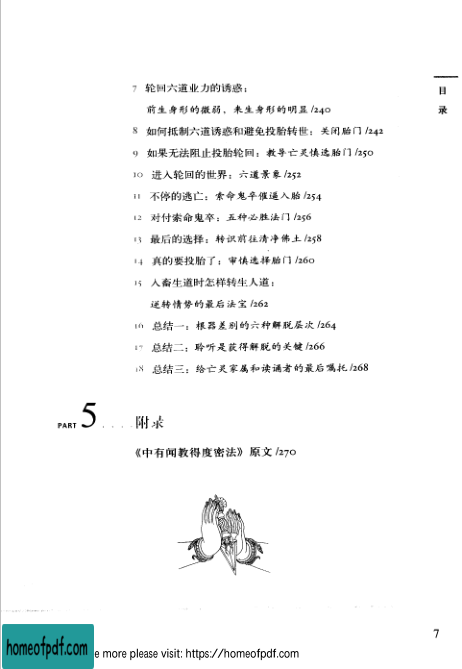 目
录
7 轮回六道业力的诱惑：
前生身形的微弱、来生身形的明显 /240
8 如何抵制六道诱惑和避免投胎转世：关闭胎门 /242
9 如果无法阻止投胎轮回：教导亡灵慎选胎门 /250
10 进入轮回的世界：六道景象 /252
11 不停的逃亡：索命鬼卒催逼入胎 /254
12 对付索命鬼卒：五种必胜法门 /256
13 最后的选择：转识前往清净佛土 /258
14 真的要投胎了：审慎选择胎门 /260
15 入畜生道时怎样转生人道：
逆转情势的最后法宝 /262
16 总结一：根器差别的六种解脱层次 /264
17 总结二：聆听是获得解脱的关键 /266
18 总结三：给亡灵家属和读诵者的最后嘱托 /268
PART 5 .... 附录
《中有闻教得度密法》原文 /270
7
homeofpdf.com
e more please visit: https://homeofpdf.com